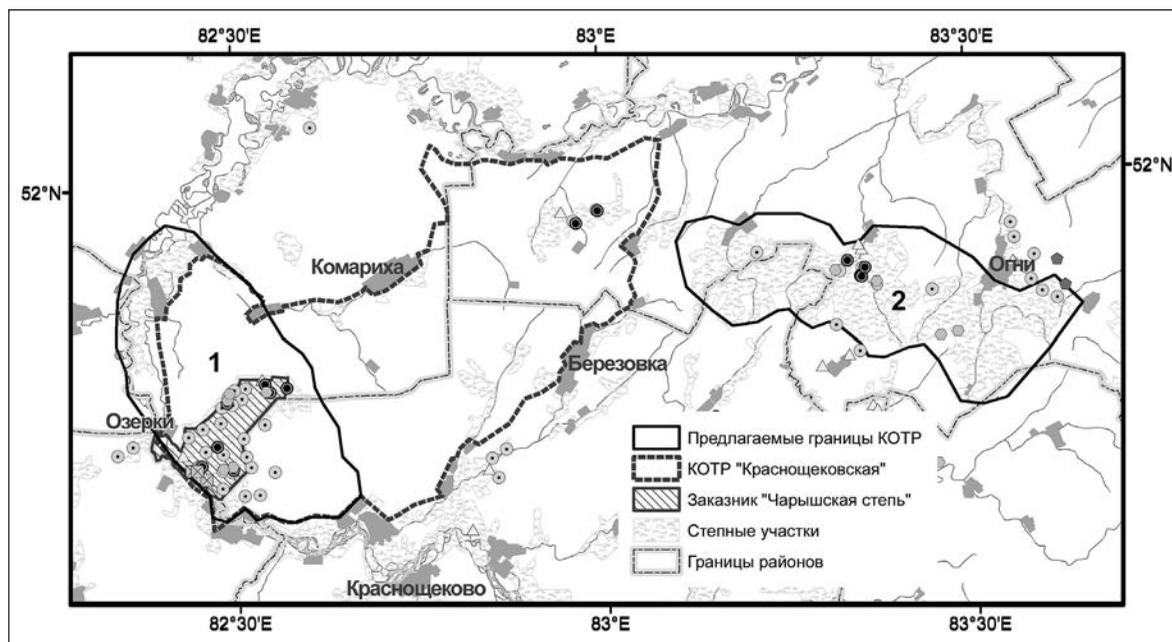 82°30'E 83°E 83°30'E
52°N 52°N
Комариха
Огни
1
2
Березовка
Озерки
Краснощеково
Предлагаемые границы КОТР
КОТР "Краснощековская"
Заказник "Чарышская степь"
Степные участки
Границы районов
82°30'E 83°E 83°30'E